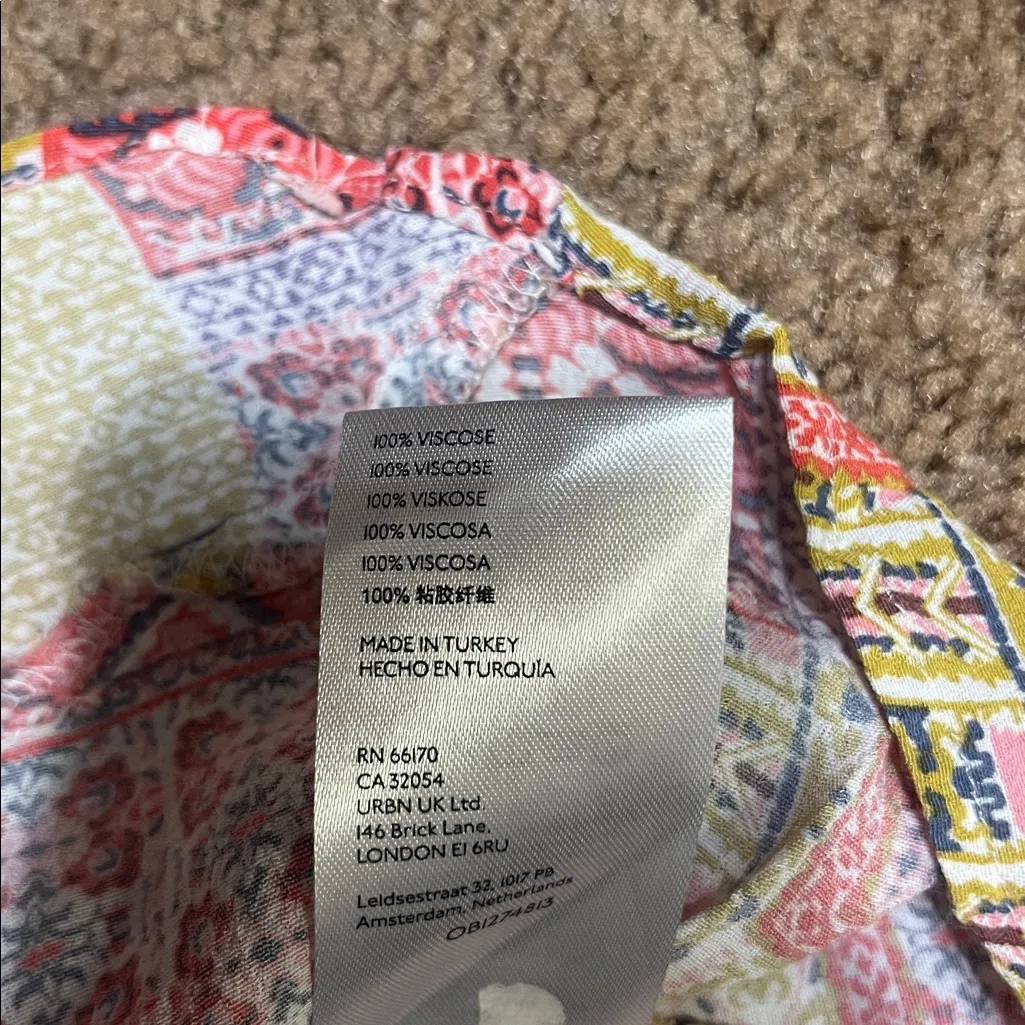 100% VISCOSE
100% VISCOSE
100% VISKOSE
100% VISCOSA
100% VISCOSA
100% 粘胶纤维
MADE IN TURKEY
HECHO EN TURQUÍA
RN 66170
CA 32054
URBN UK Ltd
146 Brick Lane,
LONDON E1 6RU
Leidsestraat 32, 1017 PB
Amsterdam, Netherlands
OB1274813